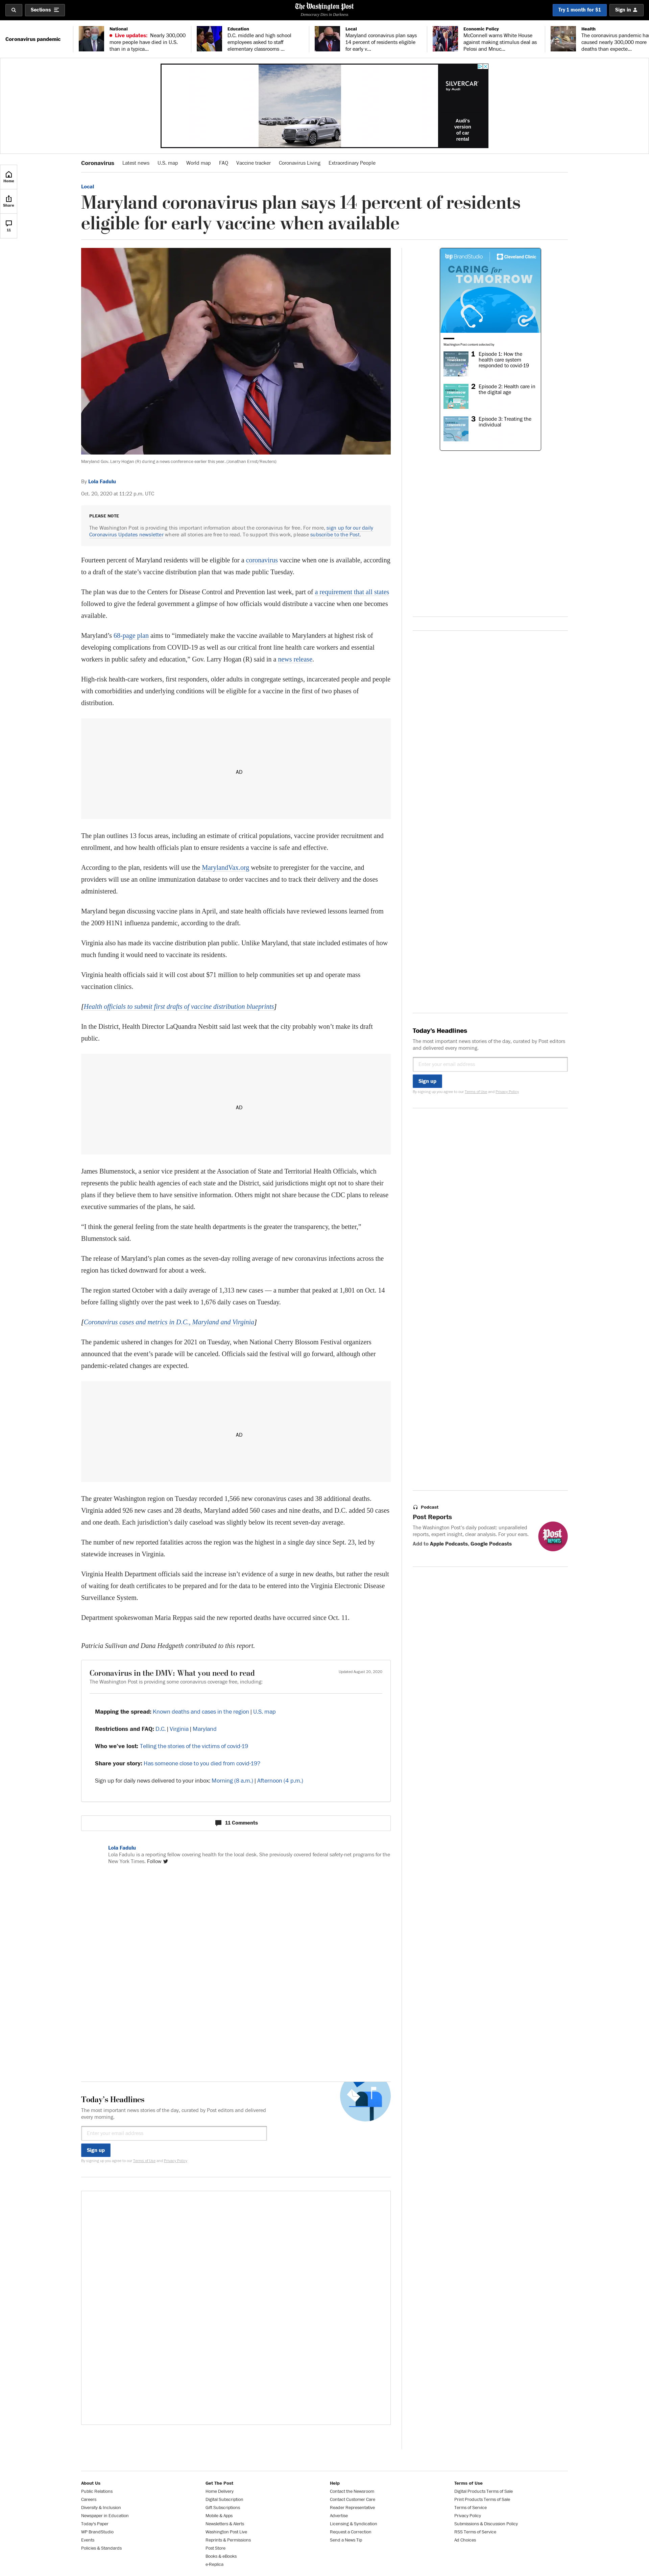 Sections
The Washington Post
Democracy Dies in Darkness
Try 1 month for $1
Sign in
Coronavirus pandemic
National
Live updates: Nearly 300,000
more people have died in U.S.
than in a typica...
Education
D.C. middle and high school
employees asked to staff
elementary classrooms ...
Local
Maryland coronavirus plan says
14 percent of residents eligible
for early v...
Economic Policy
McConnell warns White House
against making stimulus deal as
Pelosi and Mnuc...
Health
The coronavirus pandemic ha
caused nearly 300,000 more
deaths than expecte...
SILVERCAR
by Audi
Audi's
version
of car
rental
Coronavirus
Latest news
U.S. map
World map
FAQ
Vaccine tracker
Coronavirus Living
Extraordinary People
Home
Share
11
Local
Maryland coronavirus plan says 14 percent of residents
eligible for early vaccine when available
Maryland Gov. Larry Hogan (R) during a news conference earlier this year. (Jonathan Ernst/Reuters)
By Lola Fadulu
Oct. 20, 2020 at 11:22 p.m. UTC
PLEASE NOTE
The Washington Post is providing this important information about the coronavirus for free. For more, sign up for our daily
Coronavirus Updates newsletter where all stories are free to read. To support this work, please subscribe to the Post.
Fourteen percent of Maryland residents will be eligible for a coronavirus vaccine when one is available, according
to a draft of the state's vaccine distribution plan that was made public Tuesday.
The plan was due to the Centers for Disease Control and Prevention last week, part of a requirement that all states
followed to give the federal government a glimpse of how officials would distribute a vaccine when one becomes
available.
Maryland's 68-page plan aims to “immediately make the vaccine available to Marylanders at highest risk of
developing complications from COVID-19 as well as our critical front line health care workers and essential
workers in public safety and education,” Gov. Larry Hogan (R) said in a news release.
High-risk health-care workers, first responders, older adults in congregate settings, incarcerated people and people
with comorbidities and underlying conditions will be eligible for a vaccine in the first of two phases of
distribution.
AD
The plan outlines 13 focus areas, including an estimate of critical populations, vaccine provider recruitment and
enrollment, and how health officials plan to ensure residents a vaccine is safe and effective.
According to the plan, residents will use the MarylandVax.org website to preregister for the vaccine, and
providers will use an online immunization database to order vaccines and to track their delivery and the doses
administered.
Maryland began discussing vaccine plans in April, and state health officials have reviewed lessons learned from
the 2009 H1N1 influenza pandemic, according to the draft.
Virginia also has made its vaccine distribution plan public. Unlike Maryland, that state included estimates of how
much funding it would need to vaccinate its residents.
Virginia health officials said it will cost about $71 million to help communities set up and operate mass
vaccination clinics.
[Health officials to submit first drafts of vaccine distribution blueprints]
In the District, Health Director LaQuandra Nesbitt said last week that the city probably won't make its draft
public.
AD
James Blumenstock, a senior vice president at the Association of State and Territorial Health Officials, which
represents the public health agencies of each state and the District, said jurisdictions might opt not to share their
plans if they believe them to have sensitive information. Others might not share because the CDC plans to release
executive summaries of the plans, he said.
“I think the general feeling from the state health departments is the greater the transparency, the better,”
Blumenstock said.
The release of Maryland's plan comes as the seven-day rolling average of new coronavirus infections across the
region has ticked downward for about a week.
The region started October with a daily average of 1,313 new cases — a number that peaked at 1,801 on Oct. 14
before falling slightly over the past week to 1,676 daily cases on Tuesday.
[Coronavirus cases and metrics in D.C., Maryland and Virginia]
The pandemic ushered in changes for 2021 on Tuesday, when National Cherry Blossom Festival organizers
announced that the event's parade will be canceled. Officials said the festival will go forward, although other
pandemic-related changes are expected.
AD
The greater Washington region on Tuesday recorded 1,566 new coronavirus cases and 38 additional deaths.
Virginia added 926 new cases and 28 deaths, Maryland added 560 cases and nine deaths, and D.C. added 50 cases
and one death. Each jurisdiction's daily caseload was slightly below its recent seven-day average.
The number of new reported fatalities across the region was the highest in a single day since Sept. 23, led by
statewide increases in Virginia.
Virginia Health Department officials said the increase isn't evidence of a surge in new deaths, but rather the result
of waiting for death certificates to be prepared and for the data to be entered into the Virginia Electronic Disease
Surveillance System.
Department spokeswoman Maria Reppas said the new reported deaths have occurred since Oct. 11.
Patricia Sullivan and Dana Hedgpeth contributed to this report.
Coronavirus in the DMV: What you need to read
Updated August 20, 2020
The Washington Post is providing some coronavirus coverage free, including:
Mapping the spread: Known deaths and cases in the region | U.S. map
Restrictions and FAQ: D.C. | Virginia | Maryland
Who we've lost: Telling the stories of the victims of covid-19
Share your story: Has someone close to you died from covid-19?
Sign up for daily news delivered to your inbox: Morning (8 a.m.) | Afternoon (4 p.m.)
11 Comments
Lola Fadulu
Lola Fadulu is a reporting fellow covering health for the local desk. She previously covered federal safety-net programs for the
New York Times. Follow
Today's Headlines
The most important news stories of the day, curated by Post editors and delivered
every morning.
Enter your email address
Sign up
By signing up you agree to our Terms of Use and Privacy Policy
wp BrandStudio
Cleveland Clinic
CARING for
TOMORROW
Washington Post content selected by
1 Episode 1: How the
health care system
responded to covid-19
2 Episode 2: Health care in
the digital age
3 Episode 3: Treating the
individual
Today's Headlines
The most important news stories of the day, curated by Post editors
and delivered every morning.
Enter your email address
Sign up
By signing up you agree to our Terms of Use and Privacy Policy
Podcast
Post Reports
The Washington Post's daily podcast: unparalleled
reports, expert insight, clear analysis. For your ears.
Add to Apple Podcasts, Google Podcasts
Post
REPORTS
About Us
Public Relations
Careers
Diversity & Inclusion
Newspaper in Education
Today's Paper
WP BrandStudio
Events
Policies & Standards
Get The Post
Home Delivery
Digital Subscription
Gift Subscriptions
Mobile & Apps
Newsletters & Alerts
Washington Post Live
Reprints & Permissions
Post Store
Books & eBooks
e-Replica
Help
Contact the Newsroom
Contact Customer Care
Reader Representative
Advertise
Licensing & Syndication
Request a Correction
Send a News Tip
Terms of Use
Digital Products Terms of Sale
Print Products Terms of Sale
Terms of Service
Privacy Policy
Submissions & Discussion Policy
RSS Terms of Service
Ad Choices